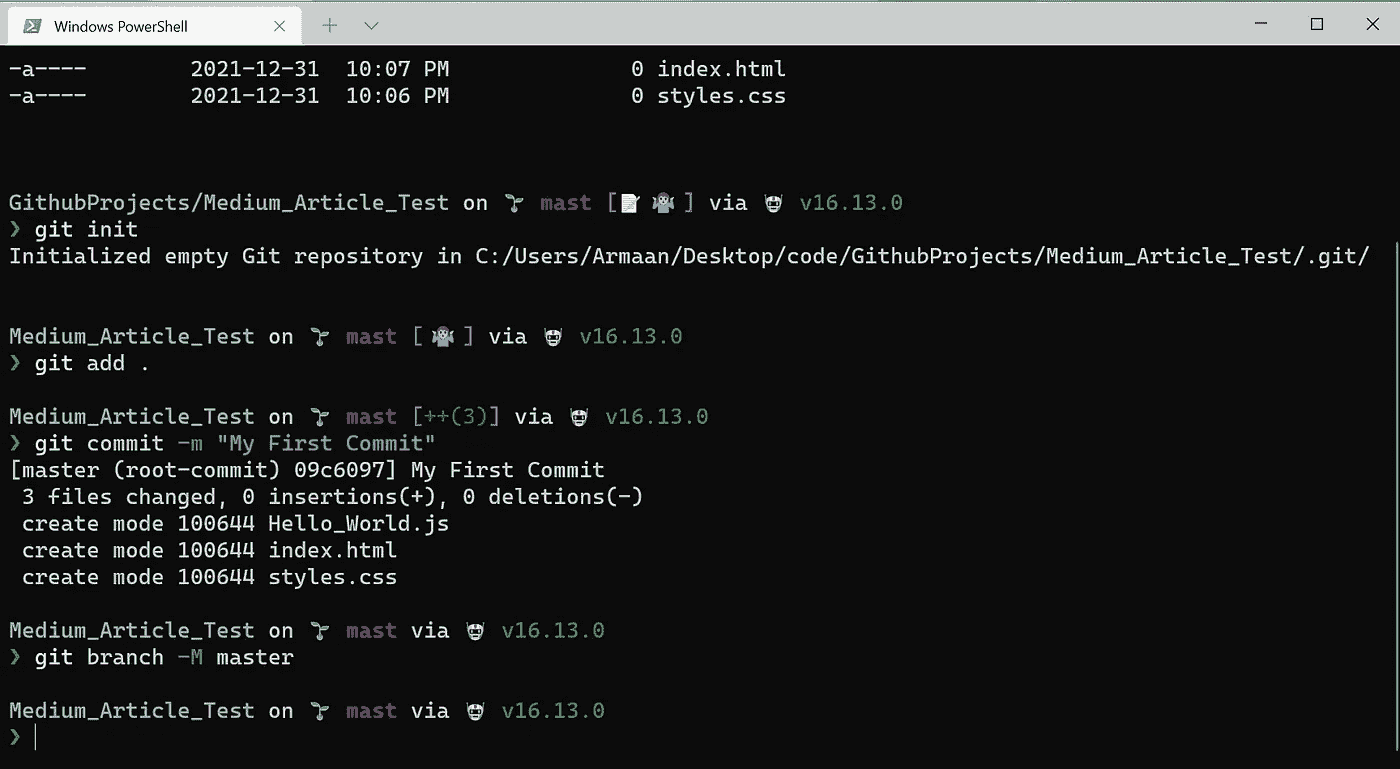 Windows PowerShell
-a---- 2021-12-31 10:07 PM 0 index.html
-a---- 2021-12-31 10:06 PM 0 styles.css
GithubProjects/Medium_Article_Test on mast [📝 🤷 ] via v16.13.0
❯ git init
Initialized empty Git repository in C:/Users/Armaan/Desktop/code/GithubProjects/Medium_Article_Test/.git/
Medium_Article_Test on mast [ 🤷 ] via v16.13.0
❯ git add .
Medium_Article_Test on mast [++(3)] via v16.13.0
❯ git commit -m "My First Commit"
[master (root-commit) 09c6097] My First Commit
3 files changed, 0 insertions(+), 0 deletions(-)
create mode 100644 Hello_World.js
create mode 100644 index.html
create mode 100644 styles.css
Medium_Article_Test on mast via v16.13.0
❯ git branch -M master
Medium_Article_Test on mast via v16.13.0
❯